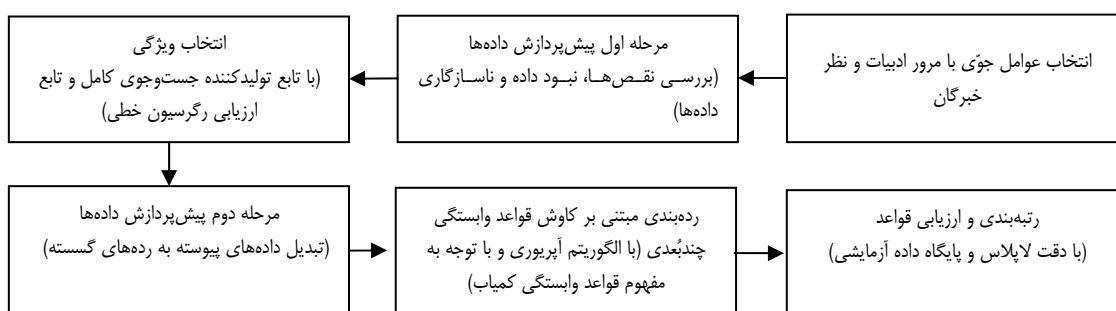 انتخاب عوامل جوّی با مرور ادبیات و نظر
خبرگان
مرحله اول پیش‌پردازش داده‌ها
(بررسی نقص‌ها، نبود داده و ناسازگاری
داده‌ها)
انتخاب ویژگی
(با تابع تولیدکننده جست‌وجوی کامل و تابع
ارزیابی رگرسیون خطی)
مرحله دوم پیش‌پردازش داده‌ها
(تبدیل داده‌های پیوسته به رده‌های گسسته)
رده‌بندی مبتنی بر کاوش قواعد وابستگی
چندبُعدی (با الگوریتم آپریوری و با توجه به
مفهوم قواعد وابستگی کمیاب)
رتبه‌بندی و ارزیابی قواعد
(با دقت لاپلاس و پایگاه داده آزمایشی)